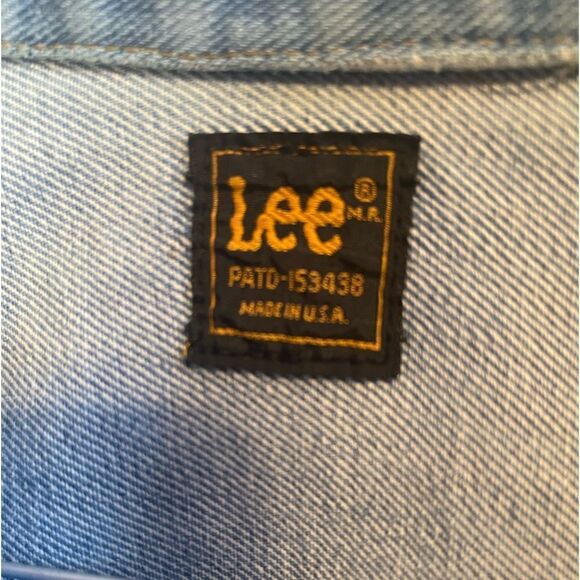 Lee ®
M.R.
PATD-153438
MADE IN U.S.A.